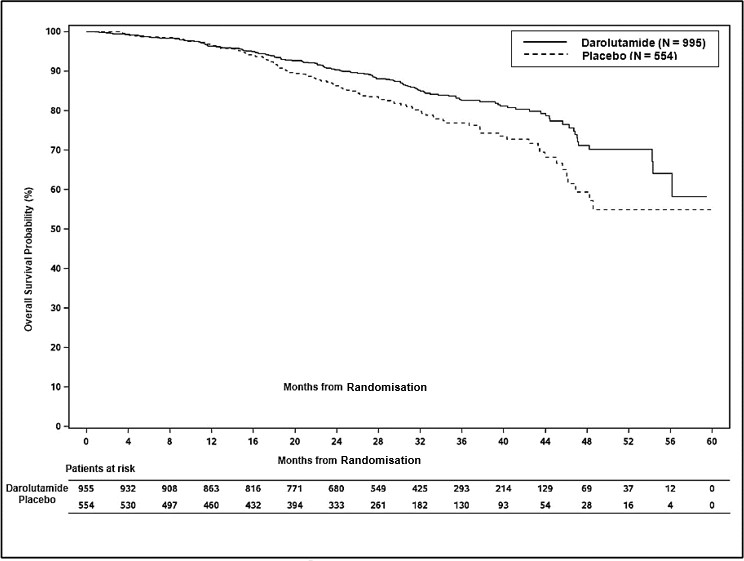 Darolutamide (N = 995)
Placebo (N = 554)
Overall Survival Probability (%)
100
90
80
70
60
50
40
30
20
10
0
Months from Randomisation
0 4 8 12 16 20 24 28 32 36 40 44 48 52 56 60
Months from Randomisation
Patients at risk
Darolutamide 955 932 908 863 816 771 680 549 425 293 214 129 69 37 12 0
Placebo 554 530 497 460 432 394 333 261 182 130 93 54 28 16 4 0